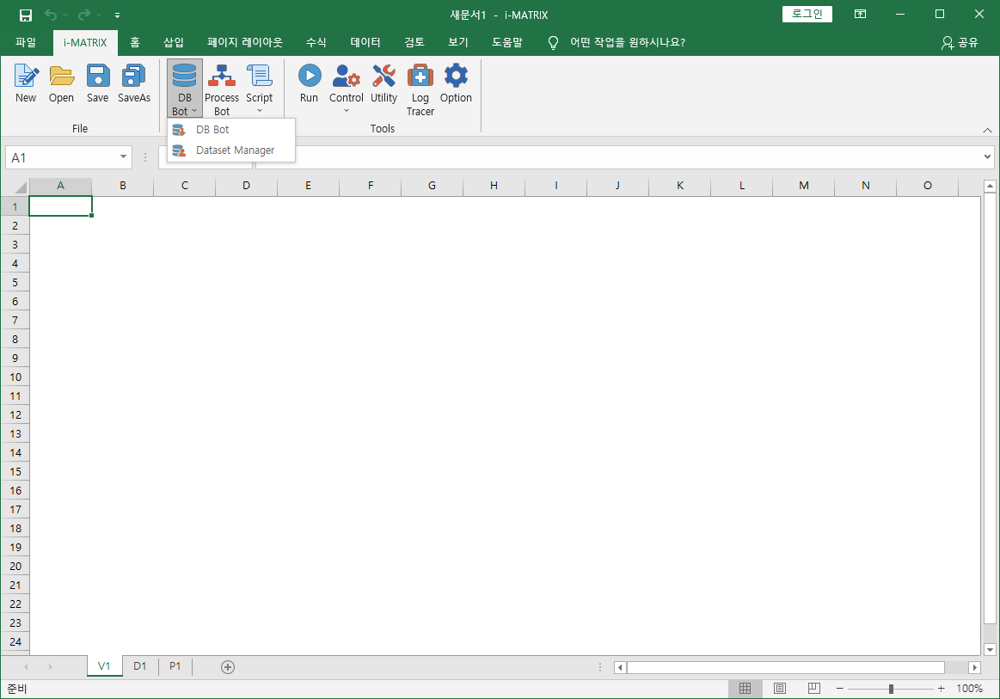 새문서1 - i-MATRIX
로그인
파일 i-MATRIX 홈 삽입 페이지 레이아웃 수식 데이터 검토 보기 도움말 어떤 작업을 원하시나요? 공유
New Open Save SaveAs DB Bot Process Bot Script Run Control Utility Log Tracer Option
File Tools
DB Bot
Dataset Manager
A1
A B C D E F G H I J K L M N O
1
2
3
4
5
6
7
8
9
10
11
12
13
14
15
16
17
18
19
20
21
22
23
24
V1 D1 P1
준비 100%